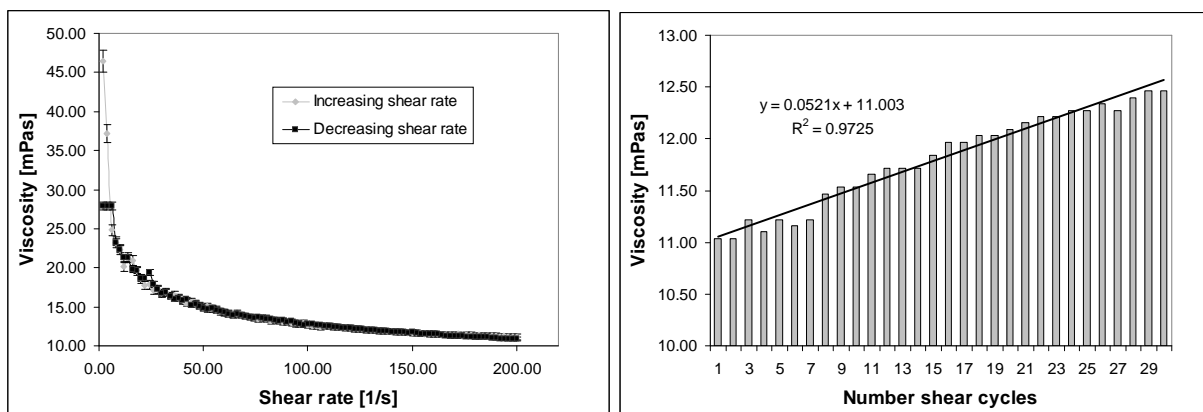 50.00
45.00
40.00
35.00
30.00
25.00
20.00
15.00
10.00
Viscosity [mPas]
Increasing shear rate
Decreasing shear rate
0.00 50.00 100.00 150.00 200.00
Shear rate [1/s]
13.00
12.50
12.00
11.50
11.00
10.50
10.00
Viscosity [mPas]
y = 0.0521x + 11.003
R² = 0.9725
1 3 5 7 9 11 13 15 17 19 21 23 25 27 29
Number shear cycles